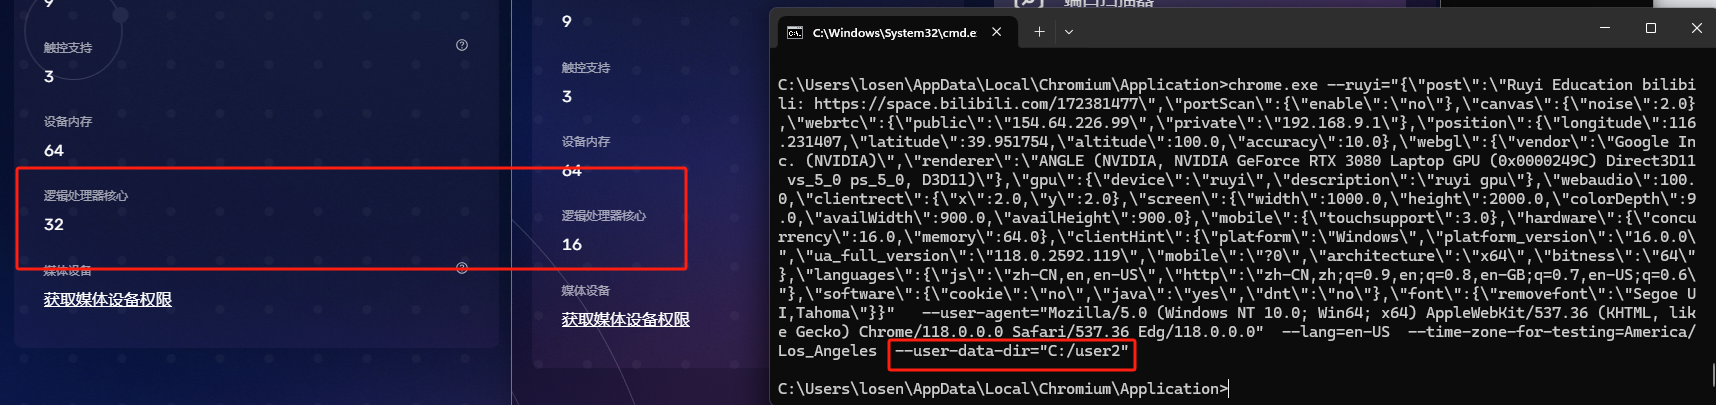 9
触控支持
3
设备内存
64
逻辑处理器核心
32
媒体设备
获取媒体设备权限
9
触控支持
3
设备内存
64
逻辑处理器核心
16
媒体设备
获取媒体设备权限
端口扫描器
C:\Windows\System32\cmd.e
C:\Users\losen\AppData\Local\Chromium\Application>chrome.exe --ruyi="{\"post\":\"Ruyi Education bilibi
li: https://space.bilibili.com/172381477\",\"portScan\":{\"enable\":\"no\"},\"canvas\":{\"noise\":2.0}
,\"webrtc\":{\"public\":\"154.64.226.99\",\"private\":\"192.168.9.1\"},\"position\":{\"longitude\":116
.231407,\"latitude\":39.951754,\"altitude\":100.0,\"accuracy\":10.0},\"webgl\":{\"vendor\":\"Google In
c. (NVIDIA)\",\"renderer\":\"ANGLE (NVIDIA, NVIDIA GeForce RTX 3080 Laptop GPU (0x0000249C) Direct3D11
 vs_5_0 ps_5_0, D3D11)\"},\"gpu\":{\"device\":\"ruyi\",\"description\":\"ruyi gpu\"},\"webaudio\":100.
0,\"clientrect\":{\"x\":2.0,\"y\":2.0},\"screen\":{\"width\":1000.0,\"height\":2000.0,\"colorDepth\":9
.0,\"availWidth\":900.0,\"availHeight\":900.0},\"mobile\":{\"touchsupport\":3.0},\"hardware\":{\"concu
rrency\":16.0,\"memory\":64.0},\"clientHint\":{\"platform\":\"Windows\",\"platform_version\":\"16.0.0\
",\"ua_full_version\":\"118.0.2592.119\",\"mobile\":\"?0\",\"architecture\":\"x64\",\"bitness\":\"64\"
},\"languages\":{\"js\":\"zh-CN,en,en-US\",\"http\":\"zh-CN,zh;q=0.9,en;q=0.8,en-GB;q=0.7,en-US;q=0.6\
"},\"software\":{\"cookie\":\"no\",\"java\":\"yes\",\"dnt\":\"no\"},\"font\":{\"removefont\":\"Segoe U
I,Tahoma\"}}"   --user-agent="Mozilla/5.0 (Windows NT 10.0; Win64; x64) AppleWebKit/537.36 (KHTML, lik
e Gecko) Chrome/118.0.0.0 Safari/537.36 Edg/118.0.0.0"  --lang=en-US  --time-zone-for-testing=America/
Los_Angeles  --user-data-dir="C:/user2"
C:\Users\losen\AppData\Local\Chromium\Application>